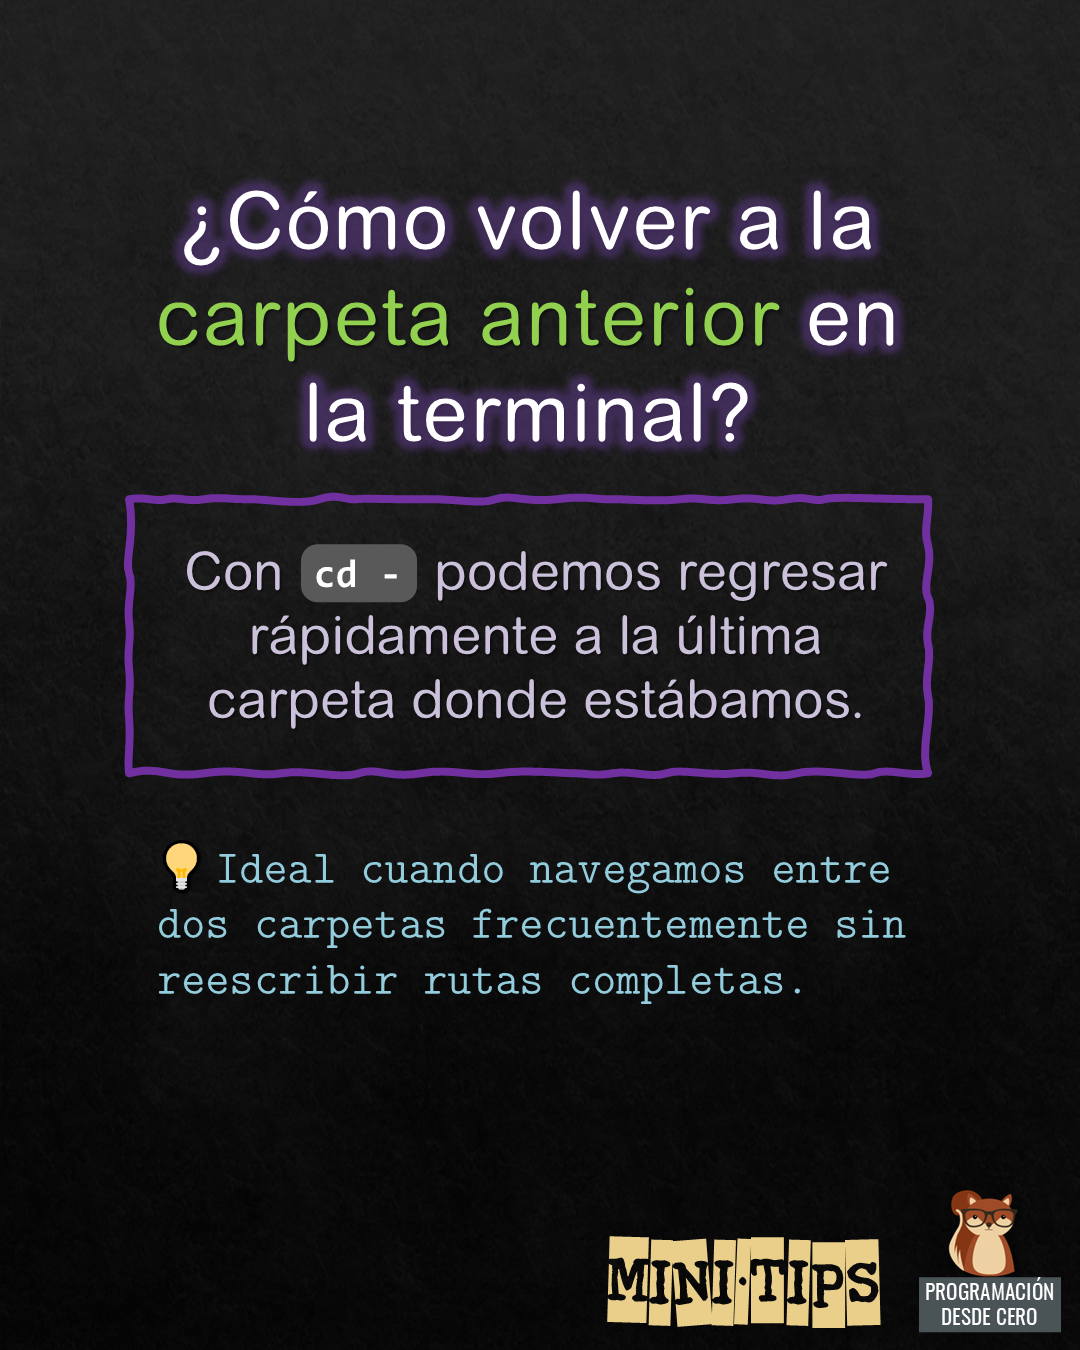 ¿Cómo volver a la
carpeta anterior en
la terminal?
Con cd - podemos regresar
rápidamente a la última
carpeta donde estábamos.
💡 Ideal cuando navegamos entre
dos carpetas frecuentemente sin
reescribir rutas completas.
MINI·TIPS
PROGRAMACIÓN
DESDE CERO